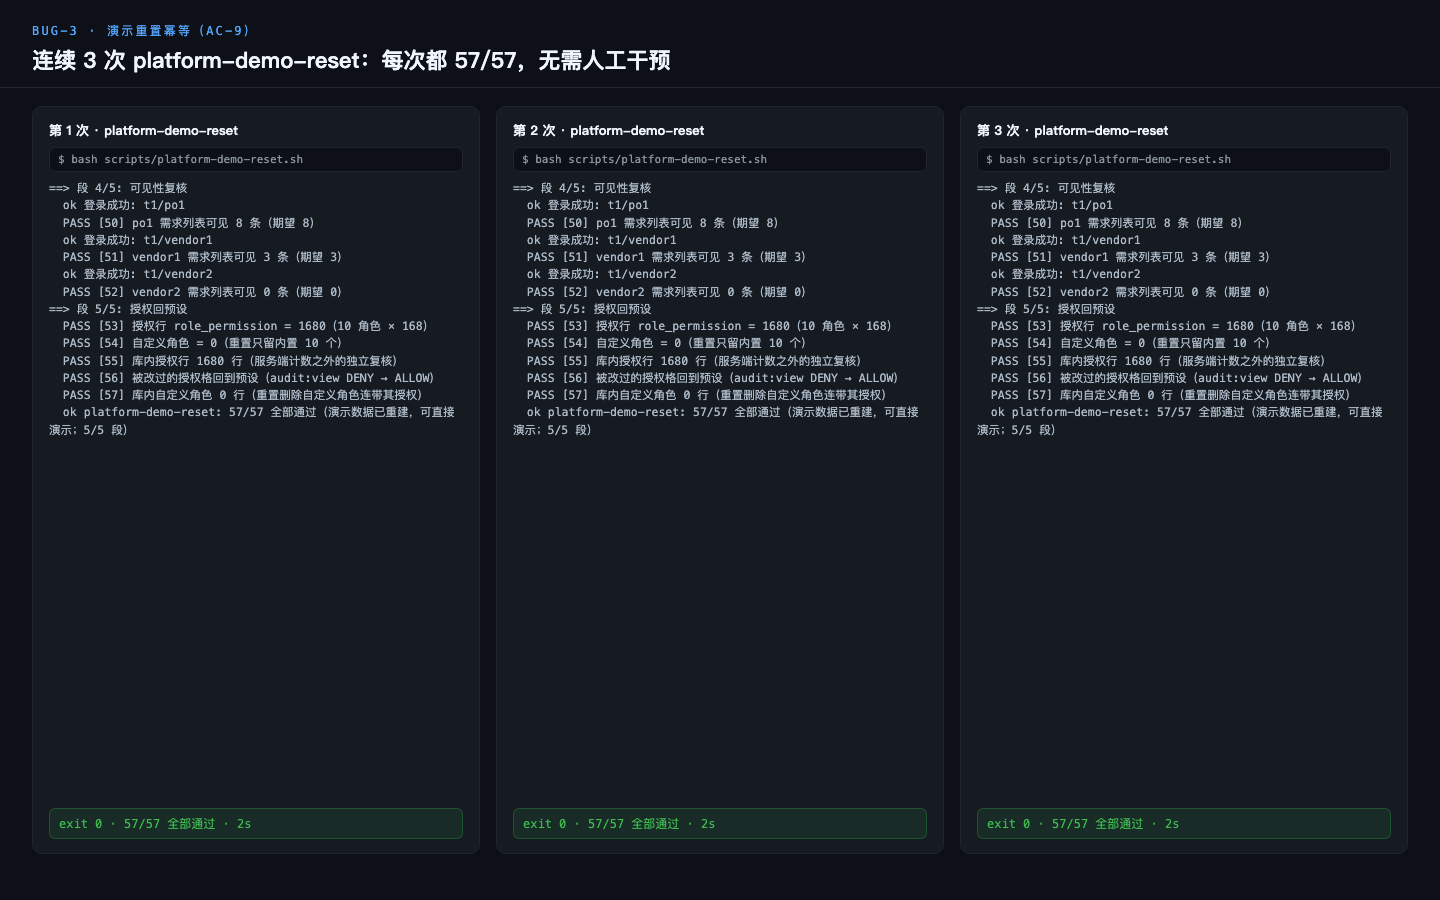 BUG-3 · 演示重置幂等 (AC-9)
连续 3 次 platform-demo-reset：每次都 57/57，无需人工干预
第 1 次 · platform-demo-reset
$ bash scripts/platform-demo-reset.sh
==> 段 4/5: 可见性复核
ok 登录成功: t1/po1
PASS [50] po1 需求列表可见 8 条（期望 8）
ok 登录成功: t1/vendor1
PASS [51] vendor1 需求列表可见 3 条（期望 3）
ok 登录成功: t1/vendor2
PASS [52] vendor2 需求列表可见 0 条（期望 0）
==> 段 5/5: 授权回预设
PASS [53] 授权行 role_permission = 1680（10 角色 × 168）
PASS [54] 自定义角色 = 0（重置只留内置 10 个）
PASS [55] 库内授权行 1680 行（服务端计数之外的独立复核）
PASS [56] 被改过的授权格回到预设（audit:view DENY → ALLOW）
PASS [57] 库内自定义角色 0 行（重置删除自定义角色连带其授权）
ok platform-demo-reset: 57/57 全部通过（演示数据已重建，可直接
演示；5/5 段）
exit 0 · 57/57 全部通过 · 2s
第 2 次 · platform-demo-reset
$ bash scripts/platform-demo-reset.sh
==> 段 4/5: 可见性复核
ok 登录成功: t1/po1
PASS [50] po1 需求列表可见 8 条（期望 8）
ok 登录成功: t1/vendor1
PASS [51] vendor1 需求列表可见 3 条（期望 3）
ok 登录成功: t1/vendor2
PASS [52] vendor2 需求列表可见 0 条（期望 0）
==> 段 5/5: 授权回预设
PASS [53] 授权行 role_permission = 1680（10 角色 × 168）
PASS [54] 自定义角色 = 0（重置只留内置 10 个）
PASS [55] 库内授权行 1680 行（服务端计数之外的独立复核）
PASS [56] 被改过的授权格回到预设（audit:view DENY → ALLOW）
PASS [57] 库内自定义角色 0 行（重置删除自定义角色连带其授权）
ok platform-demo-reset: 57/57 全部通过（演示数据已重建，可直接
演示；5/5 段）
exit 0 · 57/57 全部通过 · 2s
第 3 次 · platform-demo-reset
$ bash scripts/platform-demo-reset.sh
==> 段 4/5: 可见性复核
ok 登录成功: t1/po1
PASS [50] po1 需求列表可见 8 条（期望 8）
ok 登录成功: t1/vendor1
PASS [51] vendor1 需求列表可见 3 条（期望 3）
ok 登录成功: t1/vendor2
PASS [52] vendor2 需求列表可见 0 条（期望 0）
==> 段 5/5: 授权回预设
PASS [53] 授权行 role_permission = 1680（10 角色 × 168）
PASS [54] 自定义角色 = 0（重置只留内置 10 个）
PASS [55] 库内授权行 1680 行（服务端计数之外的独立复核）
PASS [56] 被改过的授权格回到预设（audit:view DENY → ALLOW）
PASS [57] 库内自定义角色 0 行（重置删除自定义角色连带其授权）
ok platform-demo-reset: 57/57 全部通过（演示数据已重建，可直接
演示；5/5 段）
exit 0 · 57/57 全部通过 · 2s